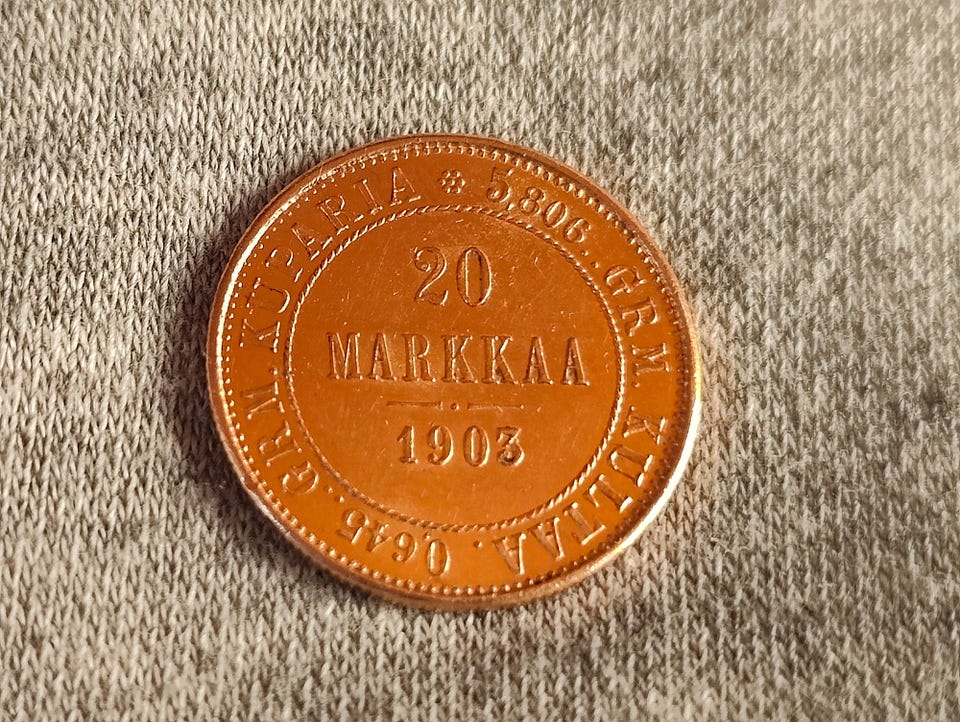 20
MARKKAA
1903
5,806..GRM. KULTAA.
0,645..GRM. KUPARIA